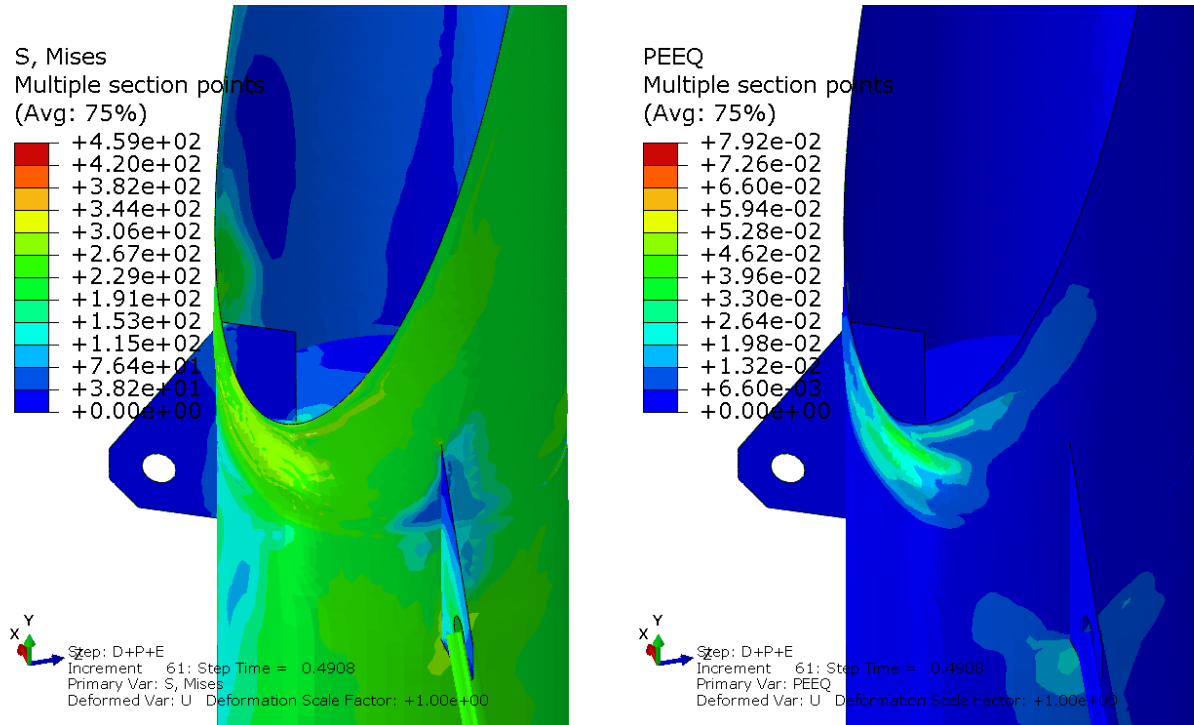 S, Mises
Multiple section points
(Avg: 75%)
+4.59e+02
+4.20e+02
+3.82e+02
+3.44e+02
+3.06e+02
+2.67e+02
+2.29e+02
+1.91e+02
+1.53e+02
+1.15e+02
+7.64e+01
+3.82e+01
+0.00e+00
Y
X
Z
Step: D+P+E
Increment 61: Step Time = 0.4908
Primary Var: S, Mises
Deformed Var: U Deformation Scale Factor: +1.00e+00
PEEQ
Multiple section points
(Avg: 75%)
+7.92e-02
+7.26e-02
+6.60e-02
+5.94e-02
+5.28e-02
+4.62e-02
+3.96e-02
+3.30e-02
+2.64e-02
+1.98e-02
+1.32e-02
+6.60e-03
+0.00e+00
Y
X
Z
Step: D+P+E
Increment 61: Step Time = 0.4908
Primary Var: PEEQ
Deformed Var: U Deformation Scale Factor: +1.00e+00